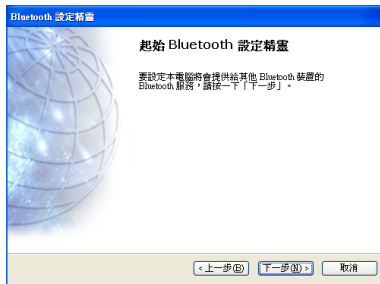 Bluetooth 設定精靈
起始 Bluetooth 設定精靈
要設定本電腦將會提供給其他 Bluetooth 裝置的
Bluetooth 服務，請按一下「下一步」。
<上一步(B) 下一步(N)> 取消